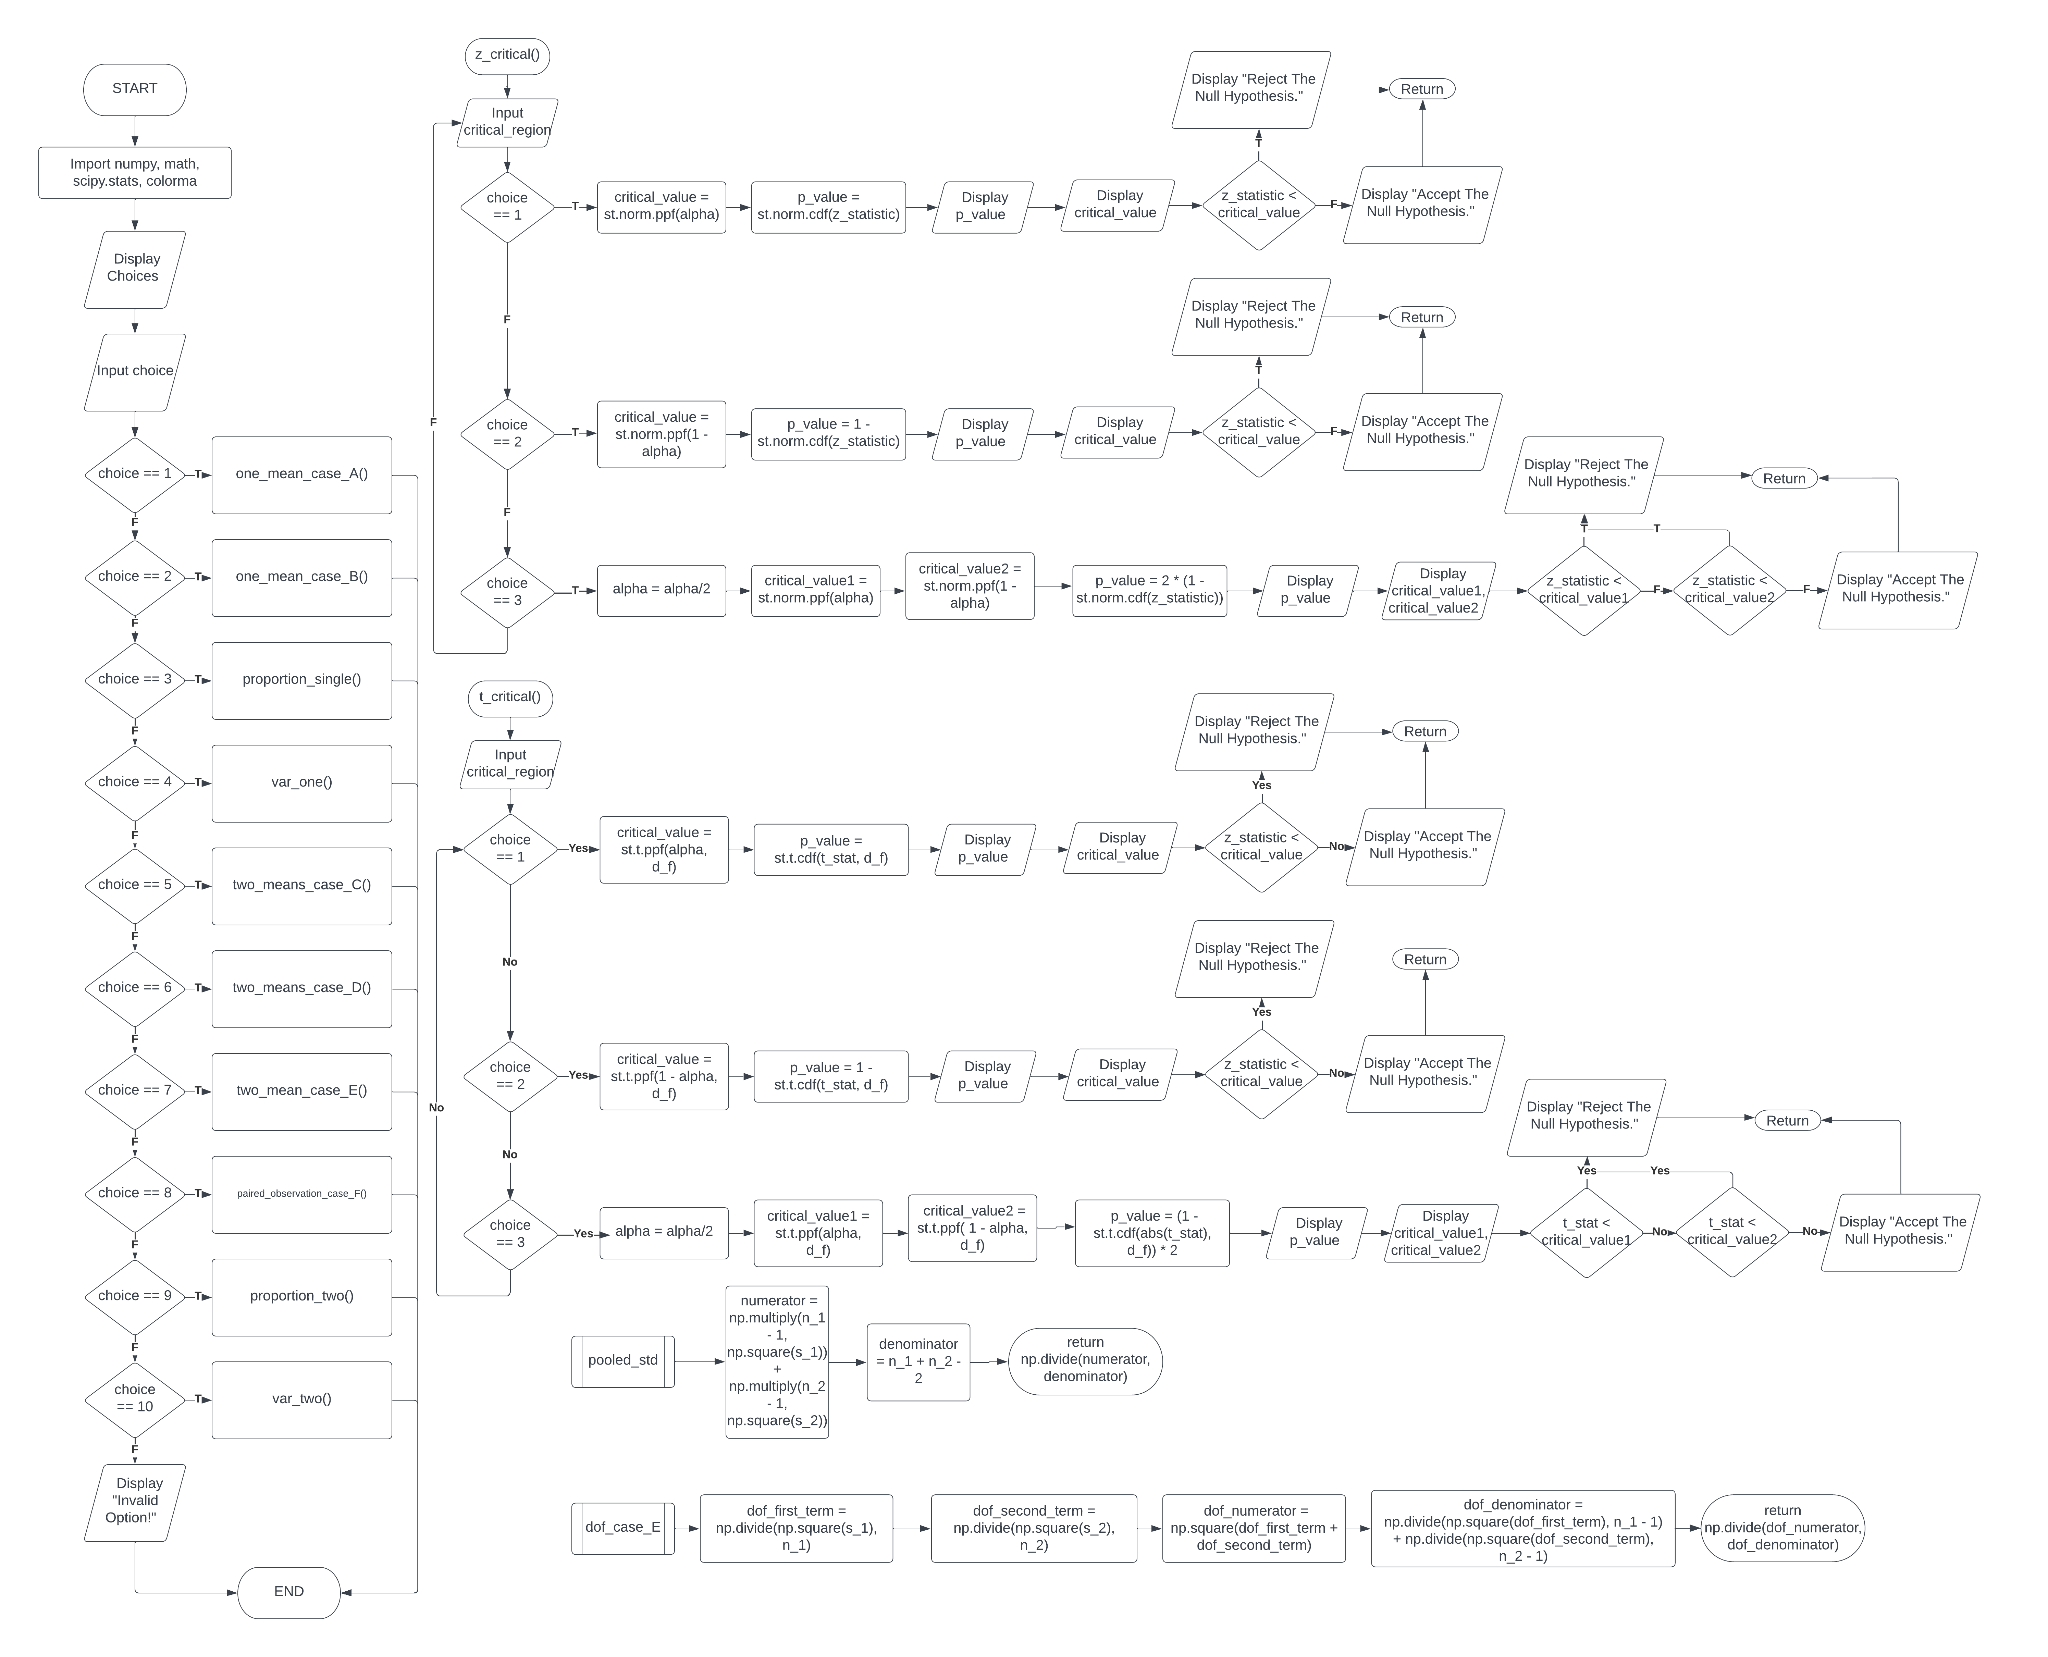 START
Import numpy, math,
scipy.stats, colorma
Display
Choices
Input choice
choice == 1
T
one_mean_case_A()
F
choice == 2
T
one_mean_case_B()
F
choice == 3
T
proportion_single()
F
choice == 4
T
var_one()
F
choice == 5
T
two_means_case_C()
F
choice == 6
T
two_means_case_D()
F
choice == 7
T
two_mean_case_E()
F
choice == 8
T
paired_observation_case_F()
F
choice == 9
T
proportion_two()
F
choice
== 10
T
var_two()
F
Display
"Invalid
Option!"
END
z_critical()
Input
critical_region
choice
== 1
T
critical_value =
st.norm.ppf(alpha)
p_value =
st.norm.cdf(z_statistic)
Display
p_value
Display
critical_value
z_statistic <
critical_value
T
Display "Reject The
Null Hypothesis."
F
Display "Accept The
Null Hypothesis."
Return
F
choice
== 2
T
critical_value =
st.norm.ppf(1 -
alpha)
p_value = 1 -
st.norm.cdf(z_statistic)
Display
p_value
Display
critical_value
z_statistic <
critical_value
T
Display "Reject The
Null Hypothesis."
F
Display "Accept The
Null Hypothesis."
Return
F
choice
== 3
F
T
alpha = alpha/2
critical_value1 =
st.norm.ppf(alpha)
critical_value2 =
st.norm.ppf(1 -
alpha)
p_value = 2 * (1 -
st.norm.cdf(z_statistic))
Display
p_value
Display
critical_value1,
critical_value2
z_statistic <
critical_value1
T
Display "Reject The
Null Hypothesis."
F
z_statistic <
critical_value2
T
F
Display "Accept The
Null Hypothesis."
Return
t_critical()
Input
critical_region
choice
== 1
Yes
critical_value =
st.t.ppf(alpha,
d_f)
p_value =
st.t.cdf(t_stat, d_f)
Display
p_value
Display
critical_value
z_statistic <
critical_value
Yes
Display "Reject The
Null Hypothesis."
No
Display "Accept The
Null Hypothesis."
Return
No
choice
== 2
Yes
critical_value =
st.t.ppf(1 - alpha,
d_f)
p_value = 1 -
st.t.cdf(t_stat, d_f)
Display
p_value
Display
critical_value
z_statistic <
critical_value
Yes
Display "Reject The
Null Hypothesis."
No
Display "Accept The
Null Hypothesis."
Return
No
choice
== 3
No
Yes
alpha = alpha/2
critical_value1 =
st.t.ppf(alpha,
d_f)
critical_value2 =
st.t.ppf( 1 - alpha,
d_f)
p_value = (1 -
st.t.cdf(abs(t_stat),
d_f)) * 2
Display
p_value
Display
critical_value1,
critical_value2
t_stat <
critical_value1
Yes
Display "Reject The
Null Hypothesis."
No
t_stat <
critical_value2
Yes
No
Display "Accept The
Null Hypothesis."
Return
pooled_std
numerator =
np.multiply(n_1
- 1,
np.square(s_1))
+
np.multiply(n_2
- 1,
np.square(s_2))
denominator
= n_1 + n_2 -
2
return
np.divide(numerator,
denominator)
dof_case_E
dof_first_term =
np.divide(np.square(s_1),
n_1)
dof_second_term =
np.divide(np.square(s_2),
n_2)
dof_numerator =
np.square(dof_first_term +
dof_second_term)
dof_denominator =
np.divide(np.square(dof_first_term), n_1 - 1)
+ np.divide(np.square(dof_second_term),
n_2 - 1)
return
np.divide(dof_numerator,
dof_denominator)